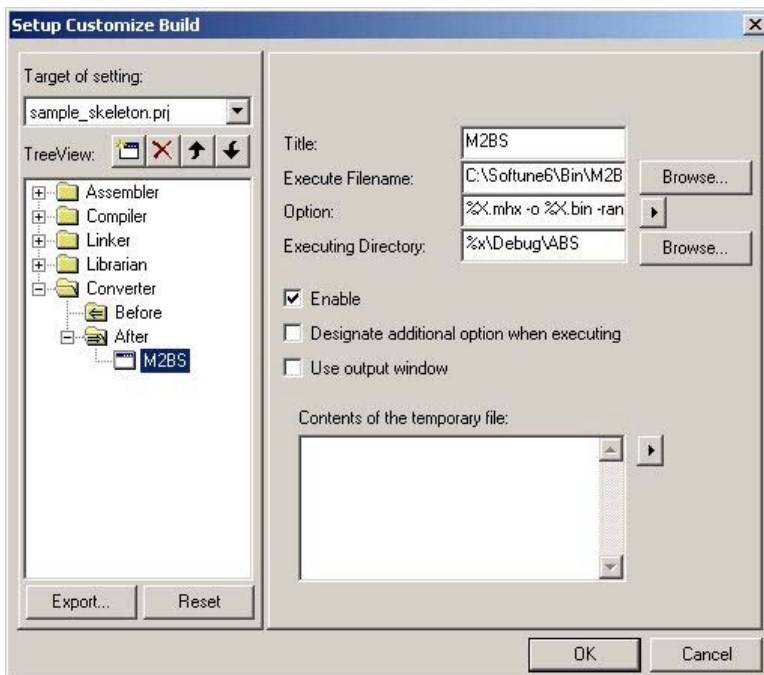 Setup Customize Build
Target of setting:
sample_skeleton.prj
TreeView:
Assembler
Compiler
Linker
Librarian
Converter
Before
After
M2BS
Export...
Reset
Title:
M2BS
Execute Filename:
C:\Softune6\Bin\M2B
Browse...
Option:
%X.mhx -o %X.bin -ran
Executing Directory:
%x\Debug\ABS
Browse...
Enable
Designate additional option when executing
Use output window
Contents of the temporary file:
OK
Cancel